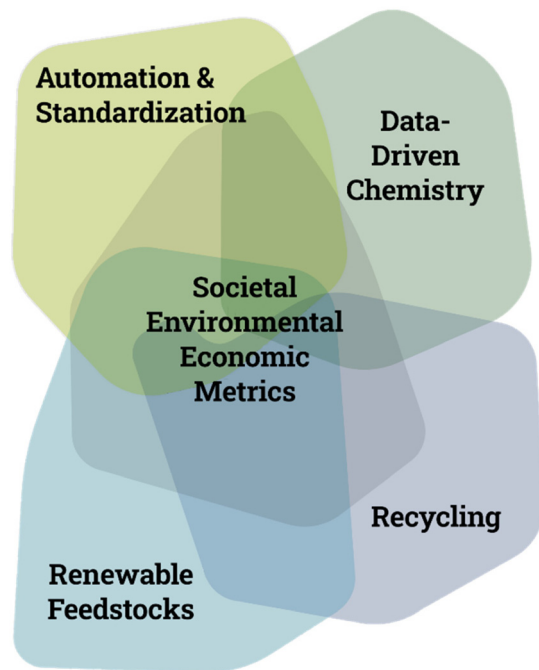 Automation &
Standardization
Data-
Driven
Chemistry
Societal
Environmental
Economic
Metrics
Recycling
Renewable
Feedstocks